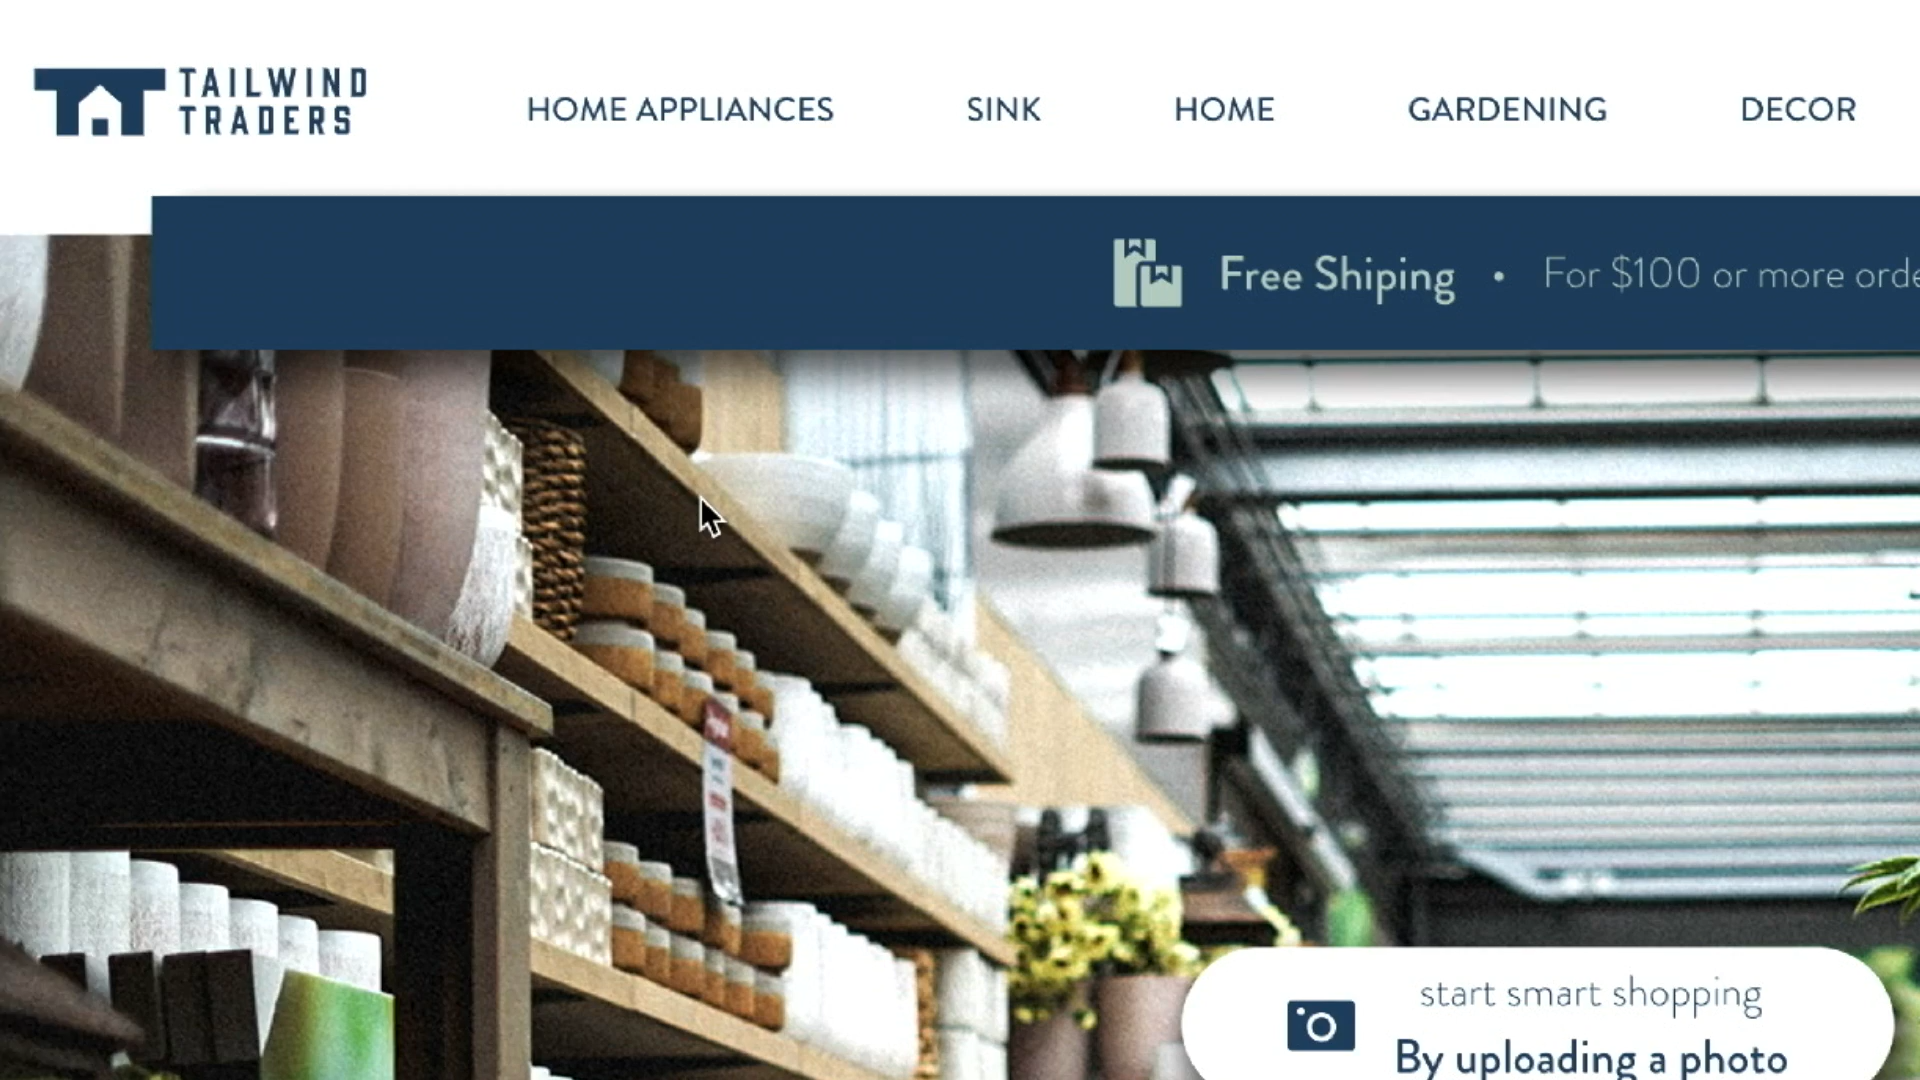 TAILWIND
TRADERS
HOME APPLIANCES
SINK
HOME
GARDENING
DECOR
Free Shiping • For $100 or more
start smart shopping
By uploading a photo